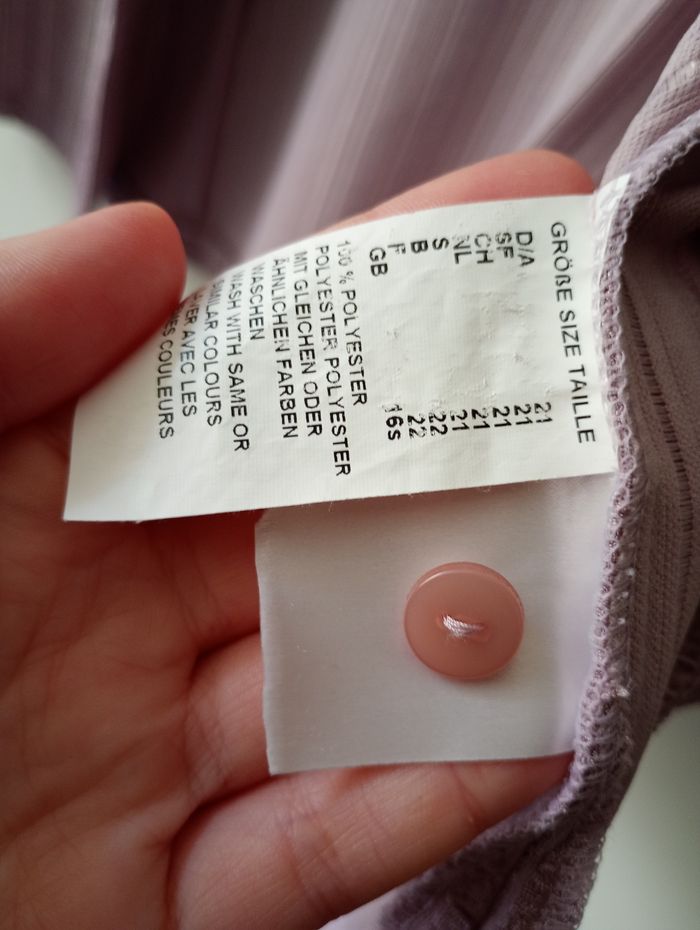 GRÖßE SIZE TAILLE
D/A 21
SF 21
CH 21
NL 21
S 21
B 22
F 22
GB 16s
100 % POLYESTER
POLYESTER POLYESTER
MIT GLEICHEN ODER
ÄHNLICHEN FARBEN
WASCHEN
WASH WITH SAME OR
SIMILAR COLOURS
AVEC LES
COULEURS